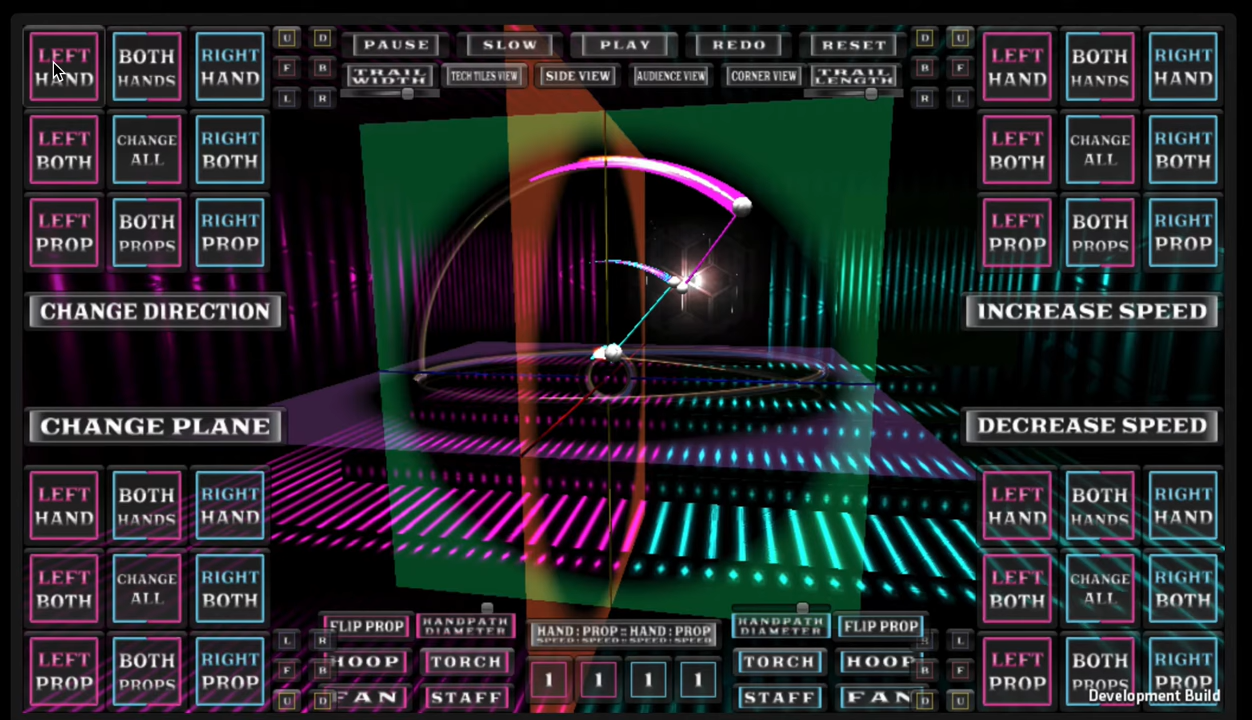 LEFT HAND
BOTH HANDS
RIGHT HAND
U D
PAUSE SLOW PLAY REDO RESET
D U
LEFT HAND
BOTH HANDS
RIGHT HAND
F B
TRAIL WIDTH
TECH TILES VIEW
SIDE VIEW
AUDIENCE VIEW
CORNER VIEW
TRAIL LENGTH
B F
L R
R L
LEFT BOTH
CHANGE ALL
RIGHT BOTH
LEFT BOTH
CHANGE ALL
RIGHT BOTH
LEFT PROP
BOTH PROPS
RIGHT PROP
LEFT PROP
BOTH PROPS
RIGHT PROP
CHANGE DIRECTION
INCREASE SPEED
CHANGE PLANE
DECREASE SPEED
LEFT HAND
BOTH HANDS
RIGHT HAND
LEFT HAND
BOTH HANDS
RIGHT HAND
LEFT BOTH
CHANGE ALL
RIGHT BOTH
LEFT BOTH
CHANGE ALL
RIGHT BOTH
FLIP PROP
HANDPATH DIAMETER
HAND : PROP :: HAND : PROP
SPEED : SPEED :: SPEED : SPEED
HANDPATH DIAMETER
FLIP PROP
L R
R L
HOOP TORCH
TORCH HOOP
LEFT PROP
BOTH PROPS
RIGHT PROP
F B
1 1 1 1
B F
LEFT PROP
BOTH PROPS
RIGHT PROP
U D
FAN STAFF
STAFF FAN
D U
Development Build